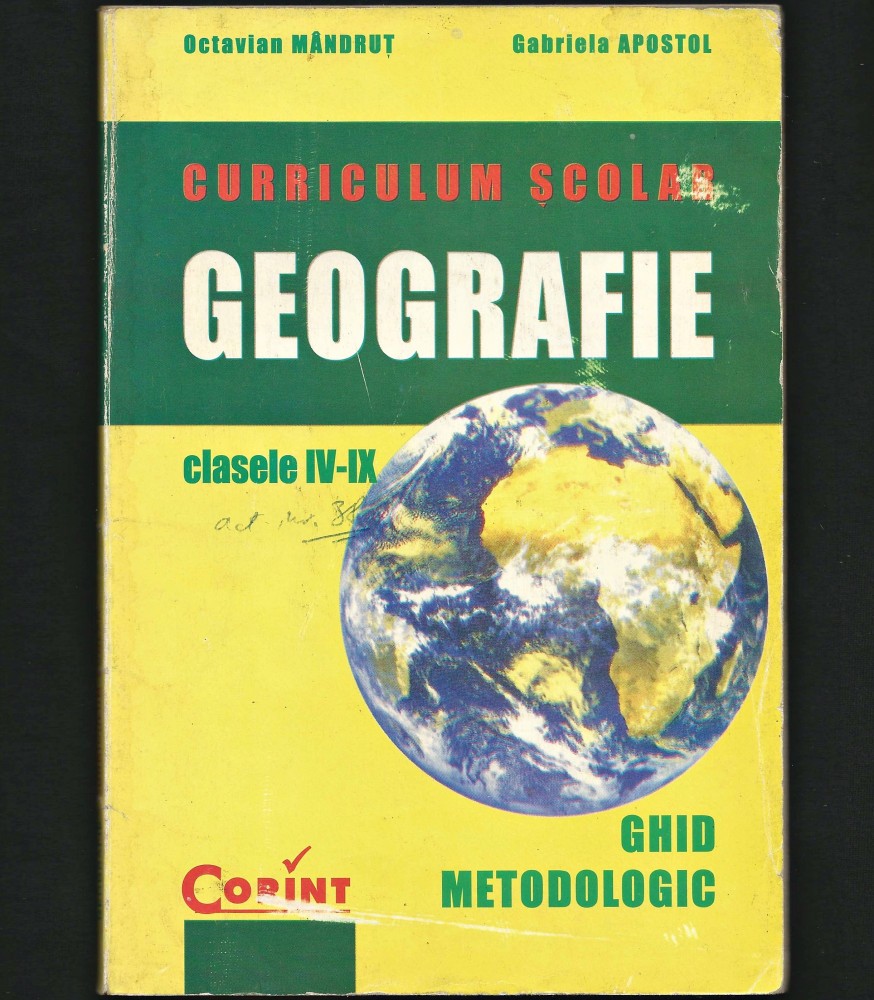 Octavian MÂNDRUȚ Gabriela APOSTOL
CURRICULUM ȘCOLAR
GEOGRAFIE
clasele IV-IX
GHID
METODOLOGIC
CORINT